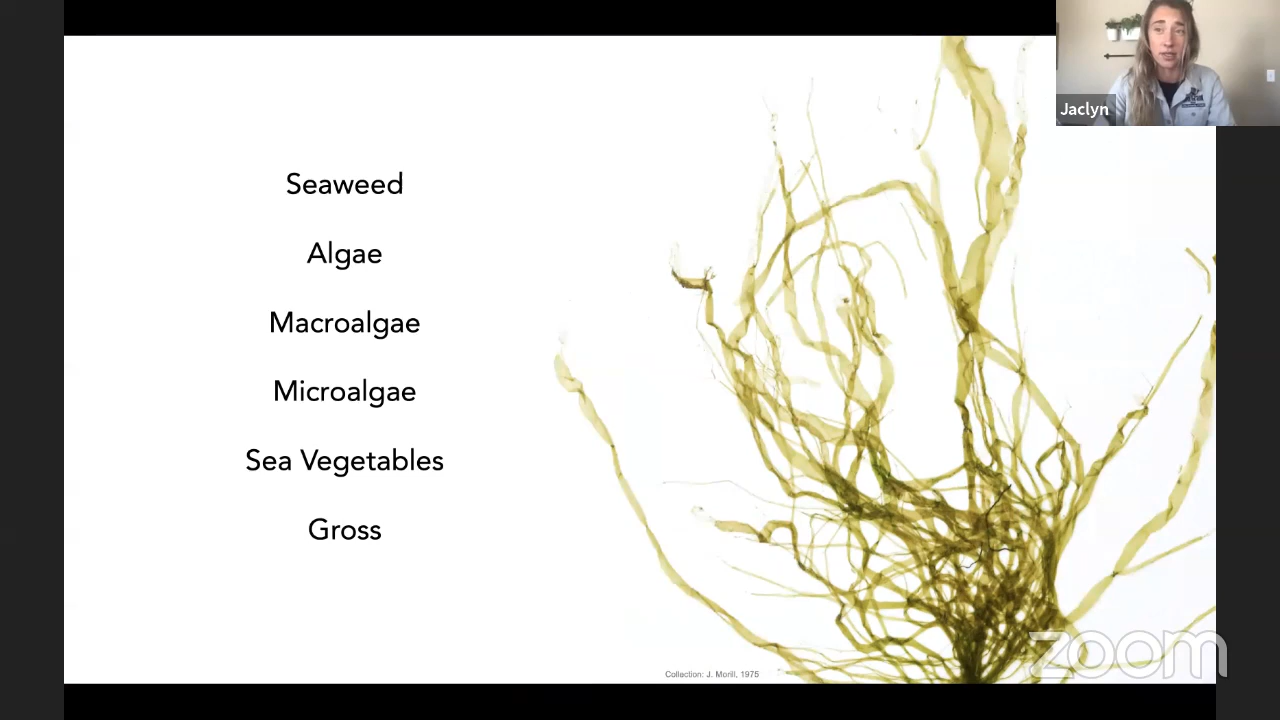 Jaclyn
Seaweed
Algae
Macroalgae
Microalgae
Sea Vegetables
Gross
Collection: J. Morill, 1975
zoom